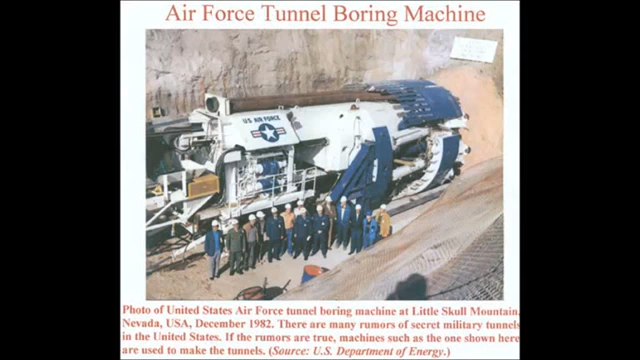 Air Force Tunnel Boring Machine
U.S. AIR FORCE
Photo of United States Air Force tunnel boring machine at Little Skull Mountain,
Nevada, USA, December 1982. There are many rumors of secret military tunnels
in the United States. If the rumors are true, machines such as the one shown here
are used to make the tunnels. (Source: U.S. Department of Energy.)